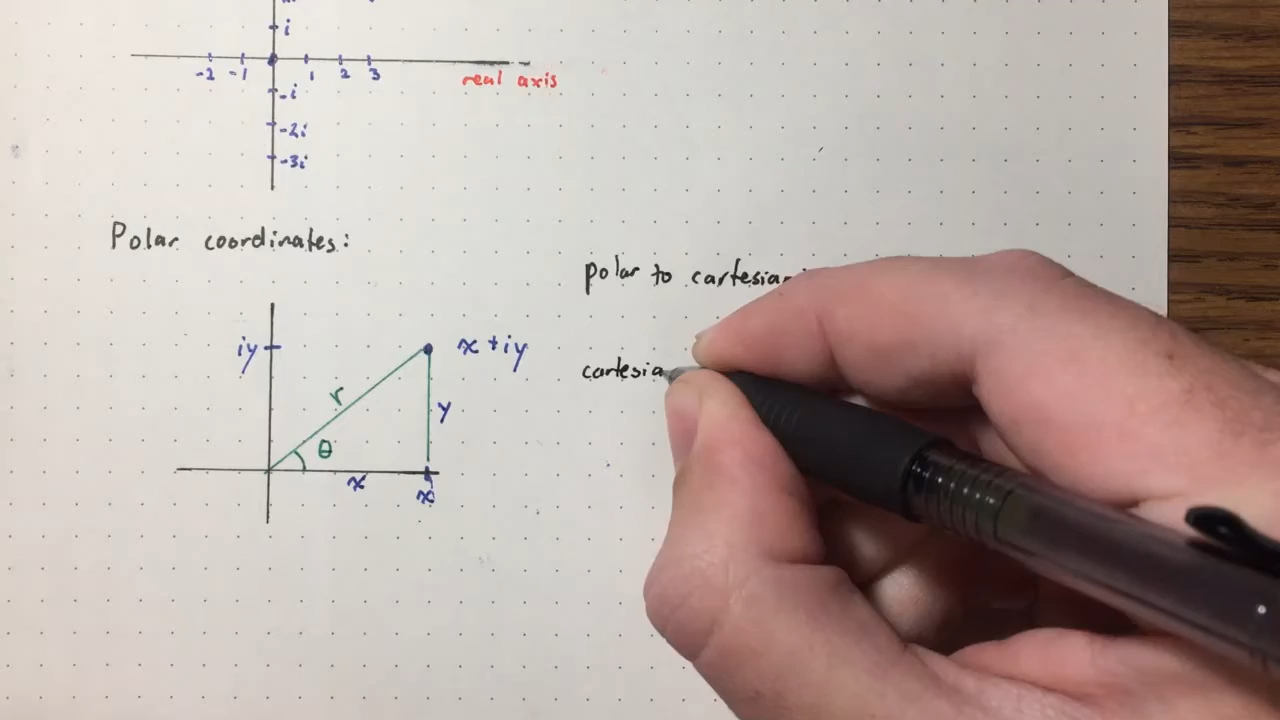 i
-2 -1 1 2 3
real axis
-i
-2i
-3i
Polar coordinates:
polar to cartesian
iy
x + iy
r
y
θ
x
x
cartesia